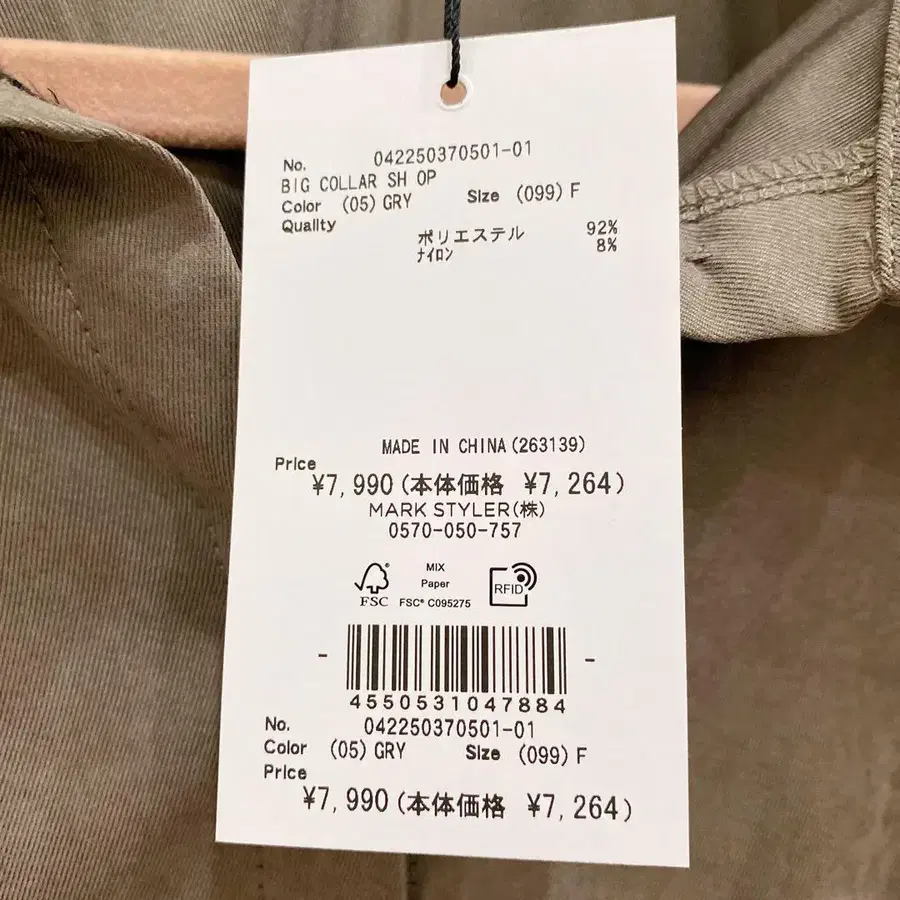 No. 042250370501-01
BIG COLLAR SH OP
Color (05) GRY Size (099) F
Quality
ポリエステル 92%
ナイロン 8%
MADE IN CHINA(263139)
Price
¥7,990(本体価格 ¥7,264)
MARK STYLER(株)
0570-050-757
MIX
Paper
FSC FSC® C095275
RFID
4550531047884
No. 042250370501-01
Color (05) GRY Size (099) F
Price
¥7,990(本体価格 ¥7,264)